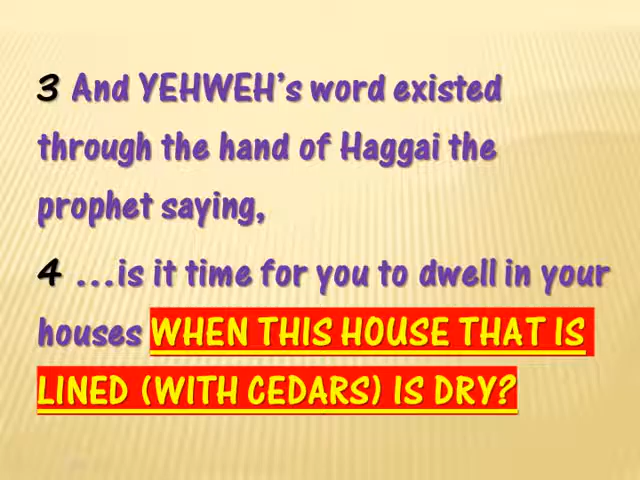 3 And YEHWEH’s word existed
through the hand of Haggai the
prophet saying,
4 ...is it time for you to dwell in your
houses WHEN THIS HOUSE THAT IS
LINED (WITH CEDARS) IS DRY?